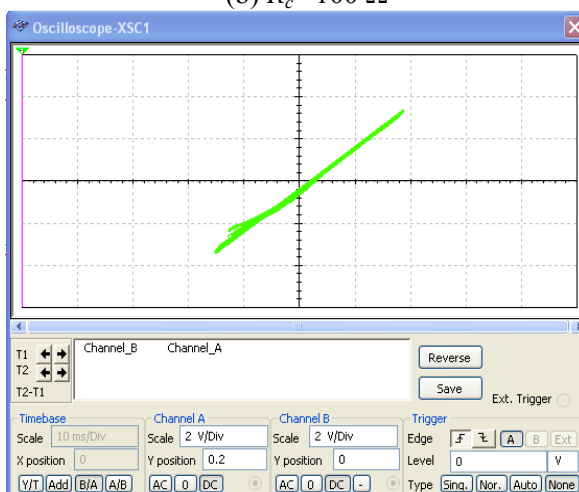 (b) R_c =100 Ω
Oscilloscope-XSC1
T1
T2
T2-T1
Channel_B Channel_A
Reverse
Save
Ext. Trigger
Timebase
Scale 10 ms/Div
X position 0
Y/T Add B/A A/B
Channel A
Scale 2 V/Div
Y position 0.2
AC 0 DC
Channel B
Scale 2 V/Div
Y position 0
AC 0 DC -
Trigger
Edge A B Ext
Level 0 V
Type Sing. Nor. Auto None